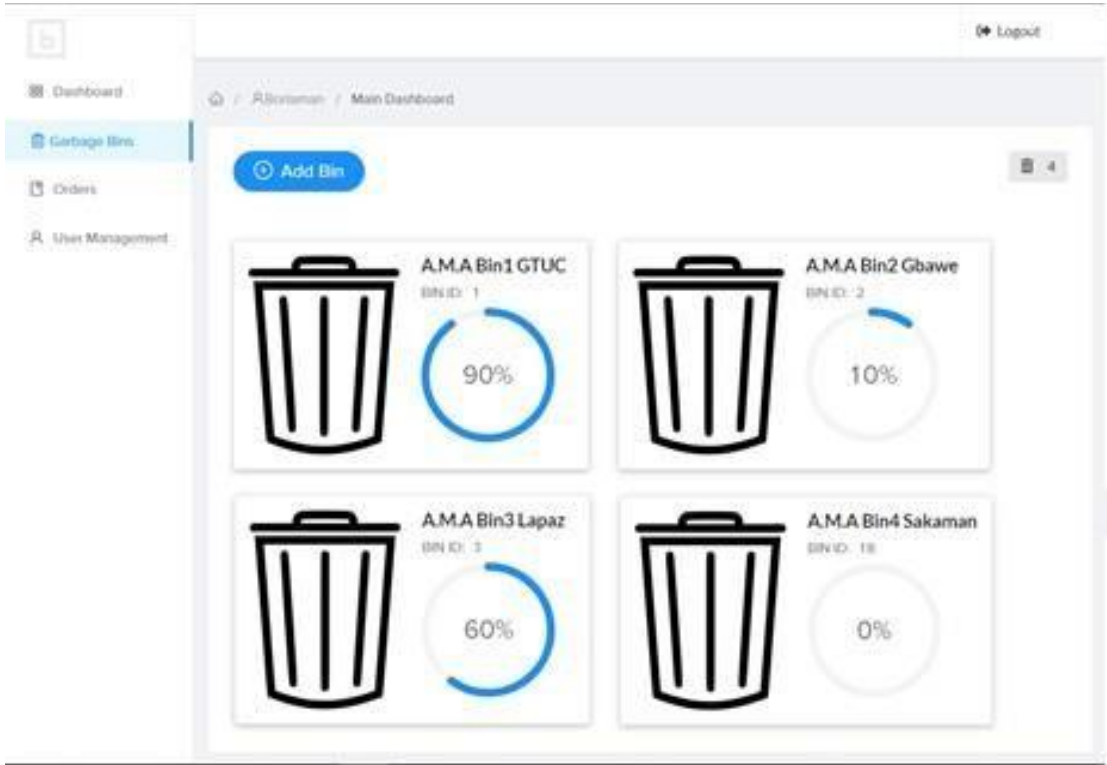 b
Logout
Dashboard
/ Main Dashboard
Garbage Bins
Add Bin
4
Orders
User Management
A.M.A Bin1 GTUC
BIN ID: 1
90%
A.M.A Bin2 Gbawe
BIN ID: 2
10%
A.M.A Bin3 Lapaz
BIN ID: 3
60%
A.M.A Bin4 Sakaman
BIN ID: 18
0%